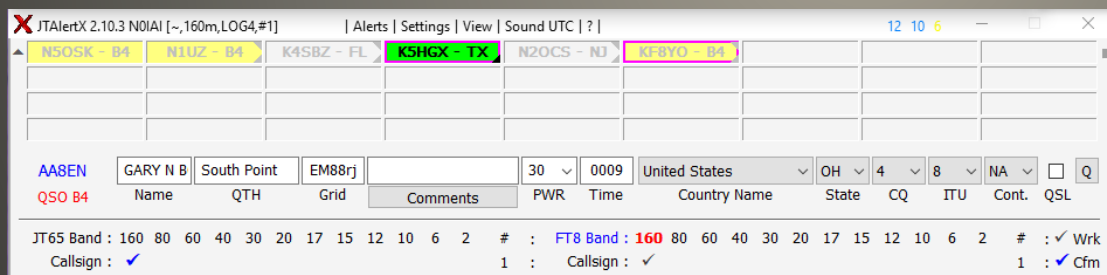 JTAlertX 2.10.3 N0IAI [~,160m,LOG4,#1] | Alerts | Settings | View | Sound UTC | ? | 12 10 6
N5OSK - B4 N1UZ - B4 K4SBZ - FL K5HGX - TX N2OCS - NJ KF8YO - B4
AA8EN GARY N B South Point EM88rj 30 0009 United States OH 4 8 NA Q
QSO B4 Name QTH Grid Comments PWR Time Country Name State CQ ITU Cont. QSL
JT65 Band : 160 80 60 40 30 20 17 15 12 10 6 2 # : FT8 Band : 160 80 60 40 30 20 17 15 12 10 6 2 # : ✓ Wrk
Callsign : ✓ 1 : Callsign : ✓ 1 : ✓ Cfm